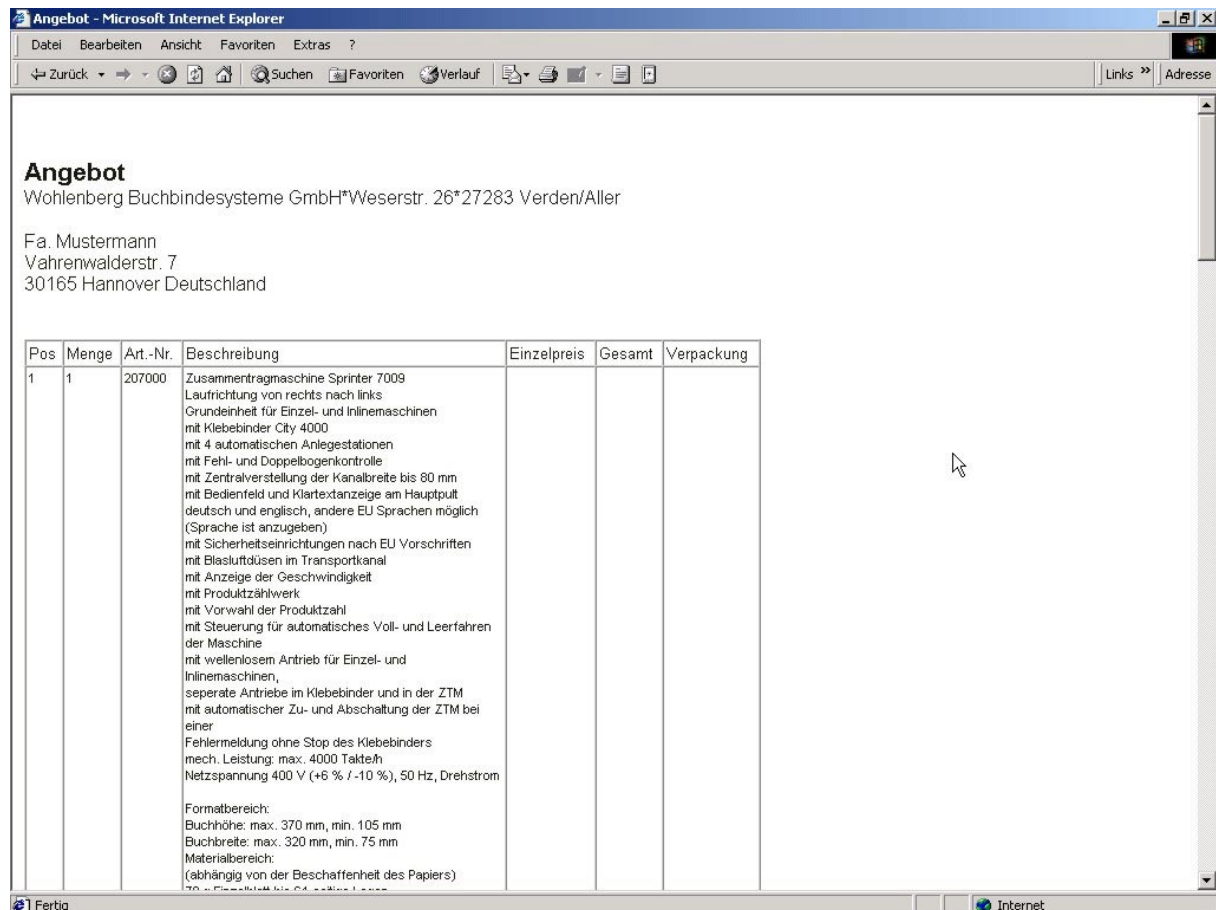 Angebot - Microsoft Internet Explorer
Datei Bearbeiten Ansicht Favoriten Extras ?
Zurück Suchen Favoriten Verlauf Links » Adresse
Angebot
Wohlenberg Buchbindesysteme GmbH*Weserstr. 26*27283 Verden/Aller
Fa. Mustermann
Vahrenwalderstr. 7
30165 Hannover Deutschland
Pos Menge Art.-Nr. Beschreibung Einzelpreis Gesamt Verpackung
1 1 207000 Zusammentragmaschine Sprinter 7009
Laufrichtung von rechts nach links
Grundeinheit für Einzel- und Inlinemaschinen
mit Klebebinder City 4000
mit 4 automatischen Anlegestationen
mit Fehl- und Doppelbogenkontrolle
mit Zentralverstellung der Kanalbreite bis 80 mm
mit Bedienfeld und Klartextanzeige am Hauptpult
deutsch und englisch, andere EU Sprachen möglich
(Sprache ist anzugeben)
mit Sicherheitseinrichtungen nach EU Vorschriften
mit Blasluftdüsen im Transportkanal
mit Anzeige der Geschwindigkeit
mit Produktzählwerk
mit Vorwahl der Produktzahl
mit Steuerung für automatisches Voll- und Leerfahren
der Maschine
mit wellenlosem Antrieb für Einzel- und
Inlinemaschinen,
seperate Antriebe im Klebebinder und in der ZTM
mit automatischer Zu- und Abschaltung der ZTM bei
einer
Fehlermeldung ohne Stop des Klebebinders
mech. Leistung: max. 4000 Takte/h
Netzspannung 400 V (+6 % / -10 %), 50 Hz, Drehstrom
Formatbereich:
Buchhöhe: max. 370 mm, min. 105 mm
Buchbreite: max. 320 mm, min. 75 mm
Materialbereich:
(abhängig von der Beschaffenheit des Papiers)
Fertig Internet